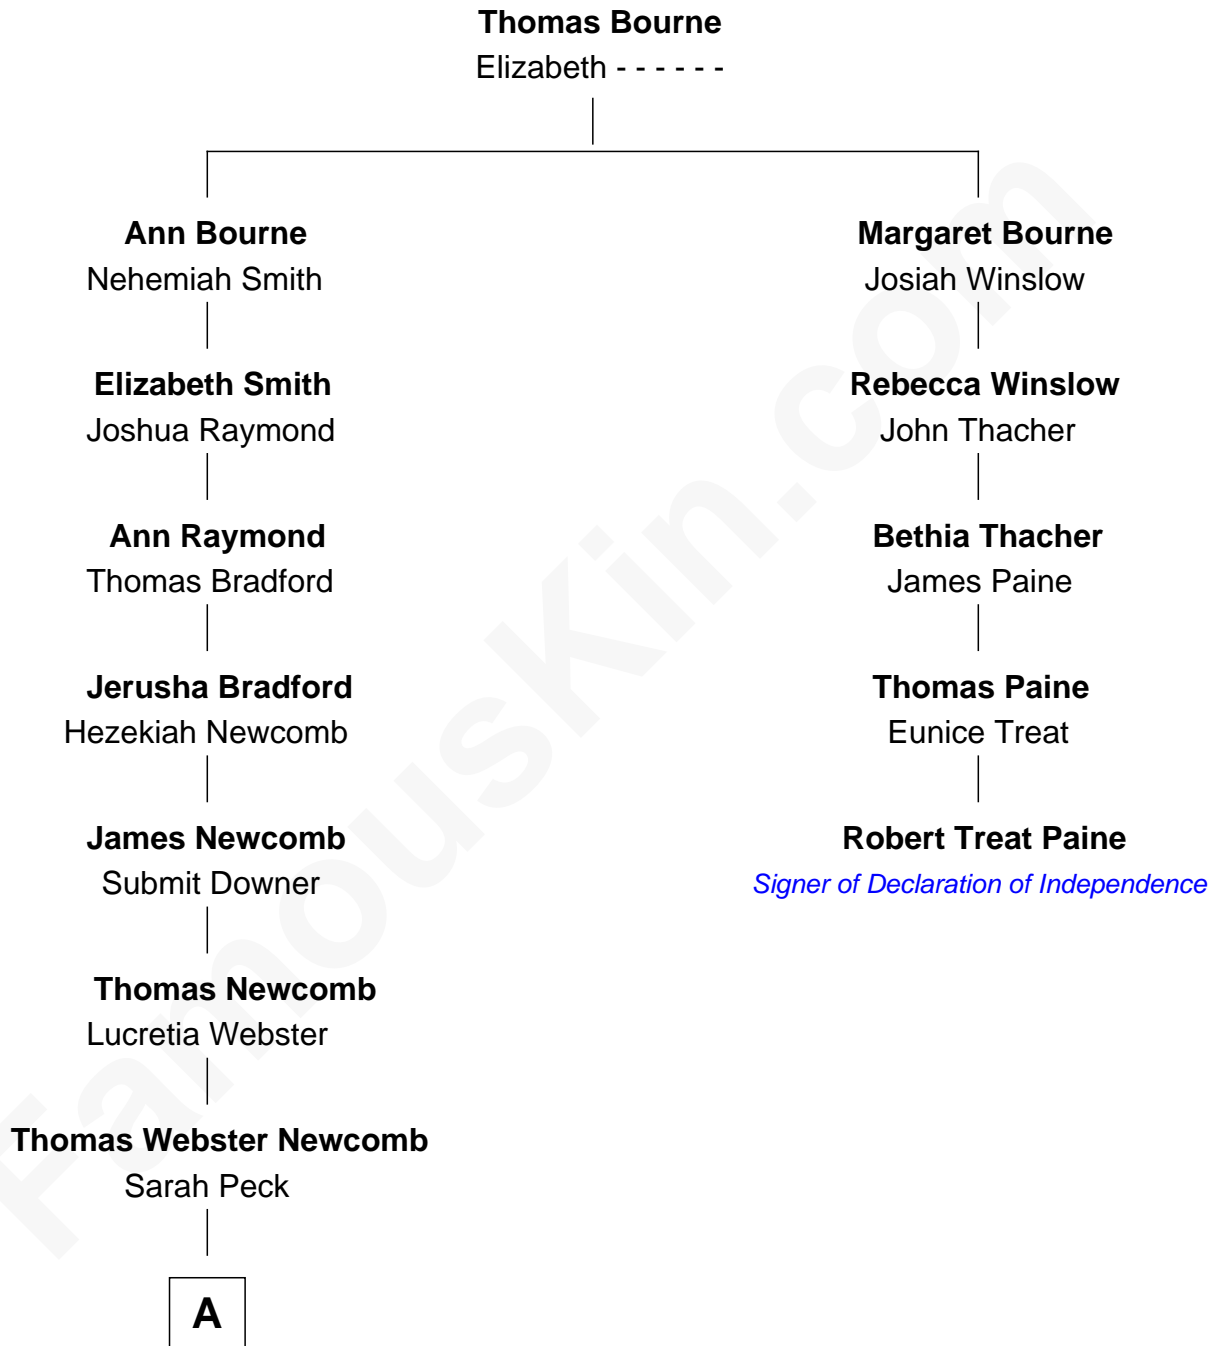 Thomas Bourne
Elizabeth - - - - - -
Ann Bourne
Nehemiah Smith
Margaret Bourne
Josiah Winslow
Elizabeth Smith
Joshua Raymond
Rebecca Winslow
John Thacher
Ann Raymond
Thomas Bradford
Bethia Thacher
James Paine
Jerusha Bradford
Hezekiah Newcomb
Thomas Paine
Eunice Treat
James Newcomb
Submit Downer
Robert Treat Paine
Signer of Declaration of Independence
Thomas Newcomb
Lucretia Webster
Thomas Webster Newcomb
Sarah Peck
A
FamousKin.com